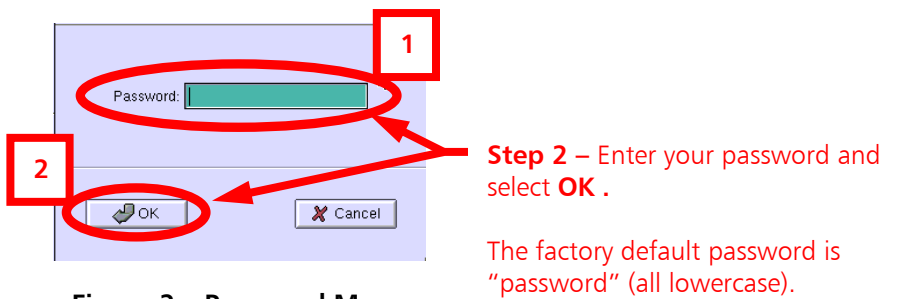 1
Password:
2
Step 2 – Enter your password and
select OK .
OK
Cancel
The factory default password is
"password" (all lowercase).